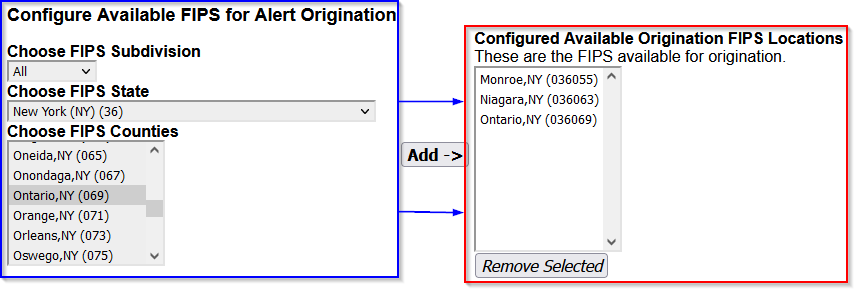 Configure Available FIPS for Alert Origination
Choose FIPS Subdivision
All
Choose FIPS State
New York (NY) (36)
Choose FIPS Counties
Oneida,NY (065)
Onondaga,NY (067)
Ontario,NY (069)
Orange,NY (071)
Orleans,NY (073)
Oswego,NY (075)
Add ->
Configured Available Origination FIPS Locations
These are the FIPS available for origination.
Monroe,NY (036055)
Niagara,NY (036063)
Ontario,NY (036069)
Remove Selected